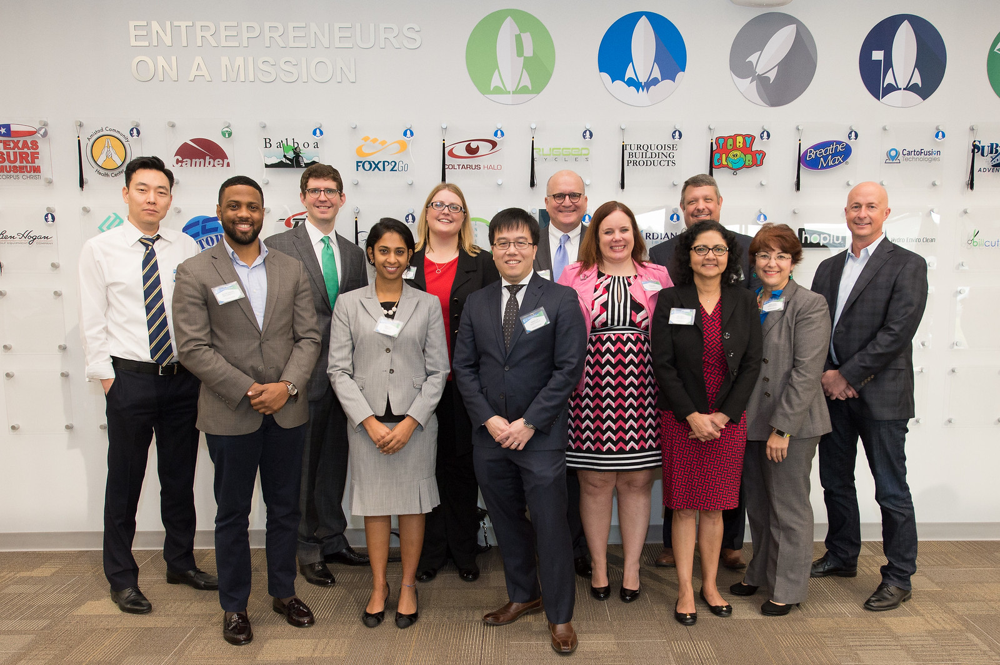 ENTREPRENEURS
ON A MISSION
TEXAS
SURF
MUSEUM
CORPUS CHRISTI
Amistad Community
Health Center
Camber
Balboa
FOXP2Go
COLTARUS HALO
RUGGED
CYCLES
TURQUOISE
BUILDING
PRODUCTS
TOBY
CLOBY
Breathe
Max
CartoFusion
Technologies
SUB
ADVEN
Ben Hogan
GOLF EQUIPMENT COMPANY
TOR
RDIAN
hoplu
Hydro Enviro Clean
billcut